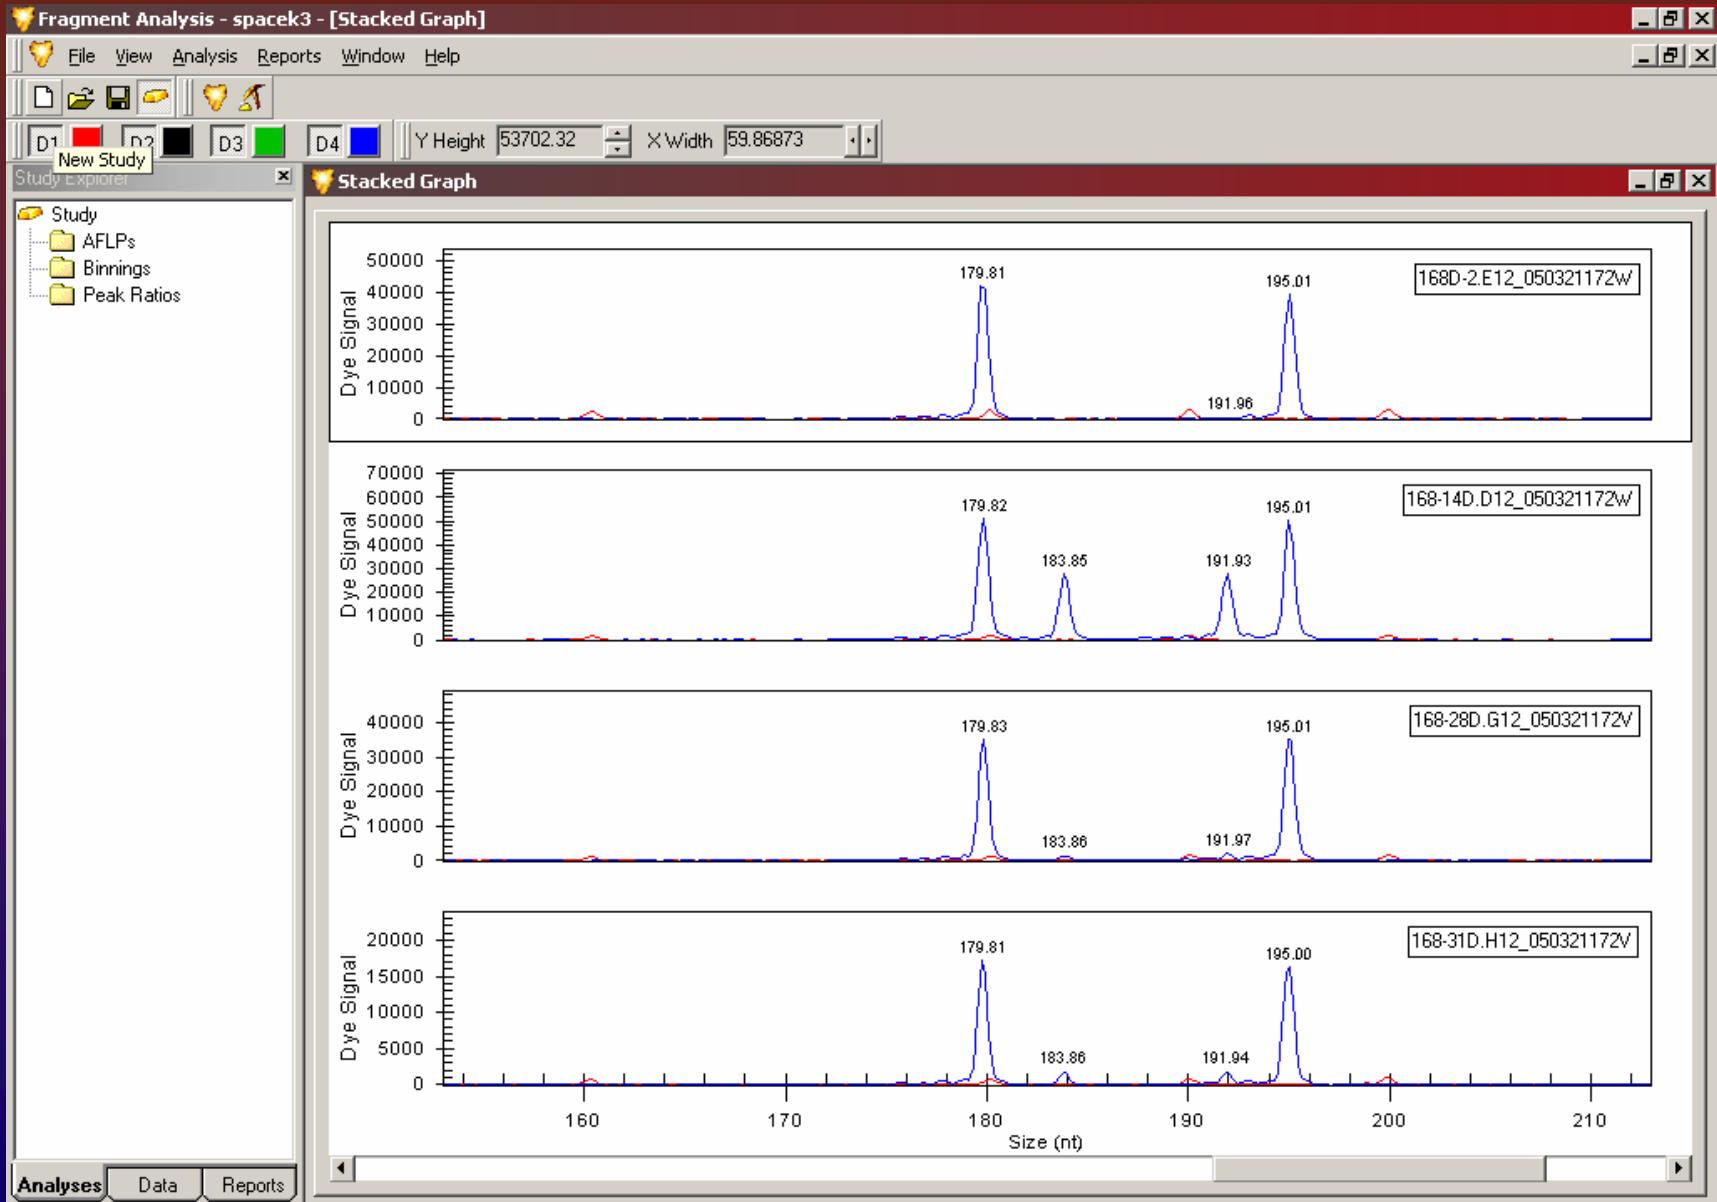 Fragment Analysis - spacek3 - [Stacked Graph]
File View Analysis Reports Window Help
D1 D2 D3 D4 Y Height 53702.32 X Width 59.86873
New Study
Study Explorer
Study
AFLPs
Binnings
Peak Ratios
Analyses Data Reports
Stacked Graph
168D-2.E12_050321172W
Dye Signal
50000
40000
30000
20000
10000
0
179.81
191.96
195.01
168-14D.D12_050321172W
Dye Signal
70000
60000
50000
40000
30000
20000
10000
0
179.82
183.85
191.93
195.01
168-28D.G12_050321172V
Dye Signal
40000
30000
20000
10000
0
179.83
183.86
191.97
195.01
168-31D.H12_050321172V
Dye Signal
20000
15000
10000
5000
0
179.81
183.86
191.94
195.00
160 170 180 190 200 210
Size (nt)